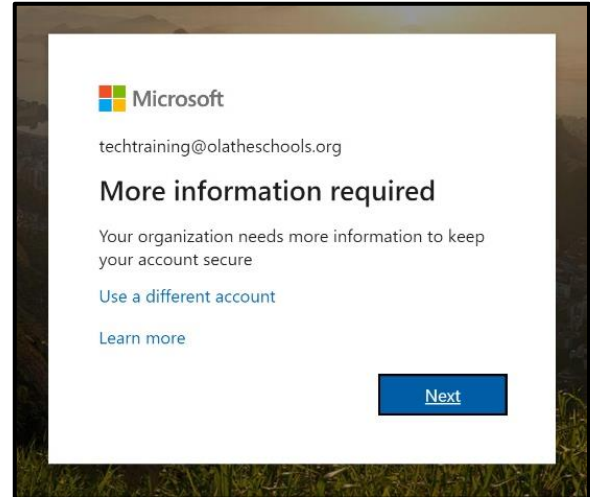 Microsoft
techtraining@olatheschools.org
More information required
Your organization needs more information to keep
your account secure
Use a different account
Learn more
Next